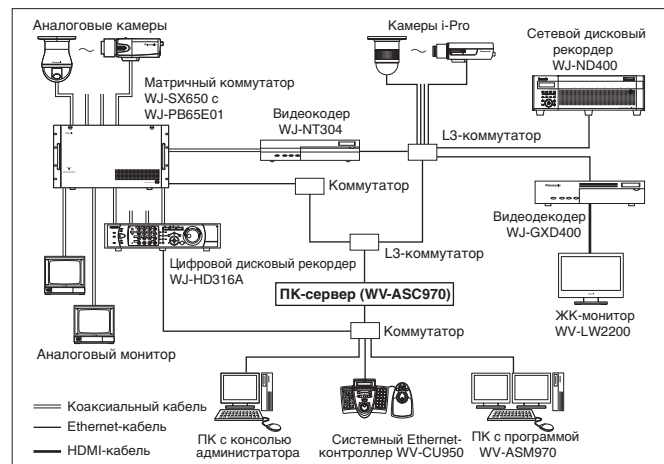 Аналоговые камеры
Камеры i-Pro
Сетевой дисковый
рекордер
WJ-ND400
Матричный коммутатор
WJ-SX650 с
WJ-PB65E01
Видеокодер
WJ-NT304
L3-коммутатор
Коммутатор
Видеодекодер
WJ-GXD400
L3-коммутатор
Цифровой дисковый рекордер
WJ-HD316A
ПК-сервер (WV-ASC970)
ЖК-монитор
WV-LW2200
Коммутатор
Аналоговый монитор
Коаксиальный кабель
Ethernet-кабель
HDMI-кабель
ПК с консолью
администратора
Системный Ethernet-
контроллер WV-CU950
ПК с программой
WV-ASM970